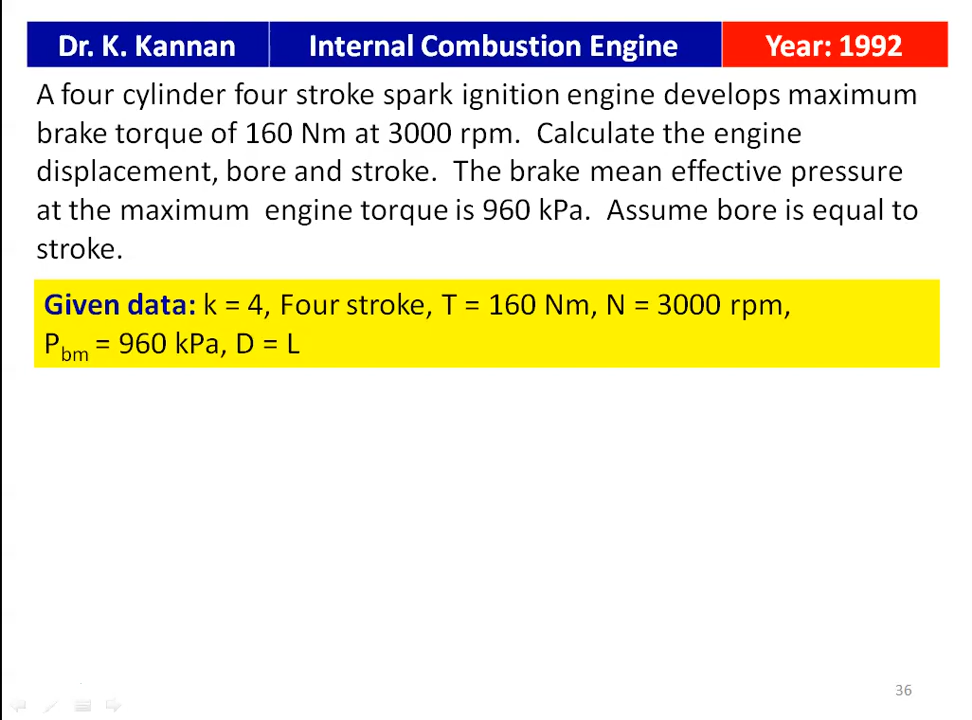 Dr. K. Kannan Internal Combustion Engine Year: 1992
A four cylinder four stroke spark ignition engine develops maximum
brake torque of 160 Nm at 3000 rpm. Calculate the engine
displacement, bore and stroke. The brake mean effective pressure
at the maximum engine torque is 960 kPa. Assume bore is equal to
stroke.
Given data: k = 4, Four stroke, T = 160 Nm, N = 3000 rpm,
Pbm = 960 kPa, D = L
36